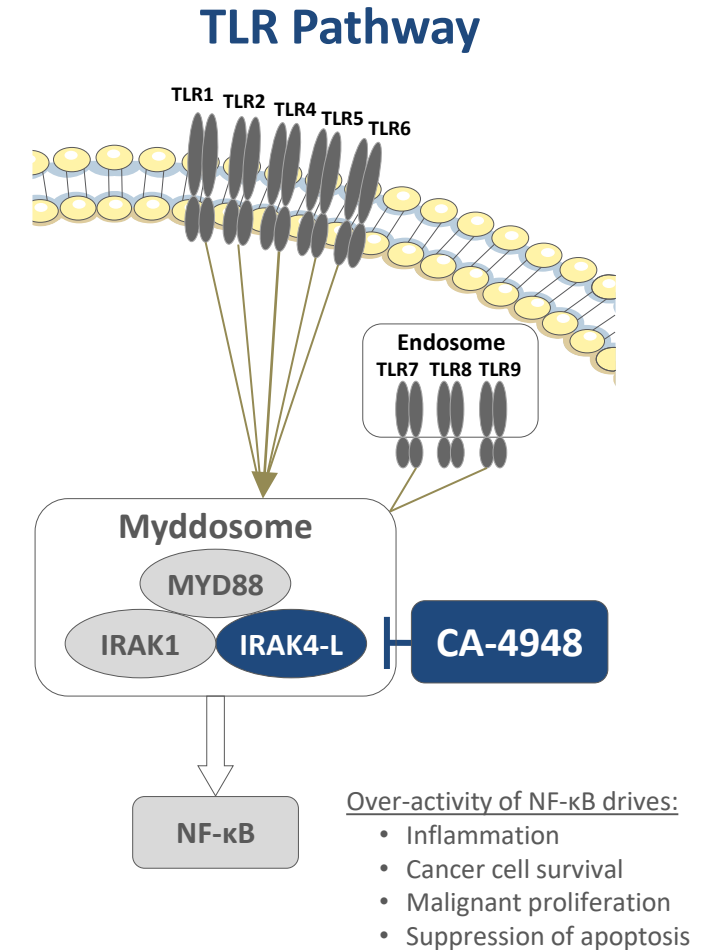 TLR Pathway
TLR1 TLR2 TLR4 TLR5 TLR6
Endosome
TLR7 TLR8 TLR9
Myddosome
MYD88
IRAK1 IRAK4-L
CA-4948
NF-κB
Over-activity of NF-κB drives:
• Inflammation
• Cancer cell survival
• Malignant proliferation
• Suppression of apoptosis